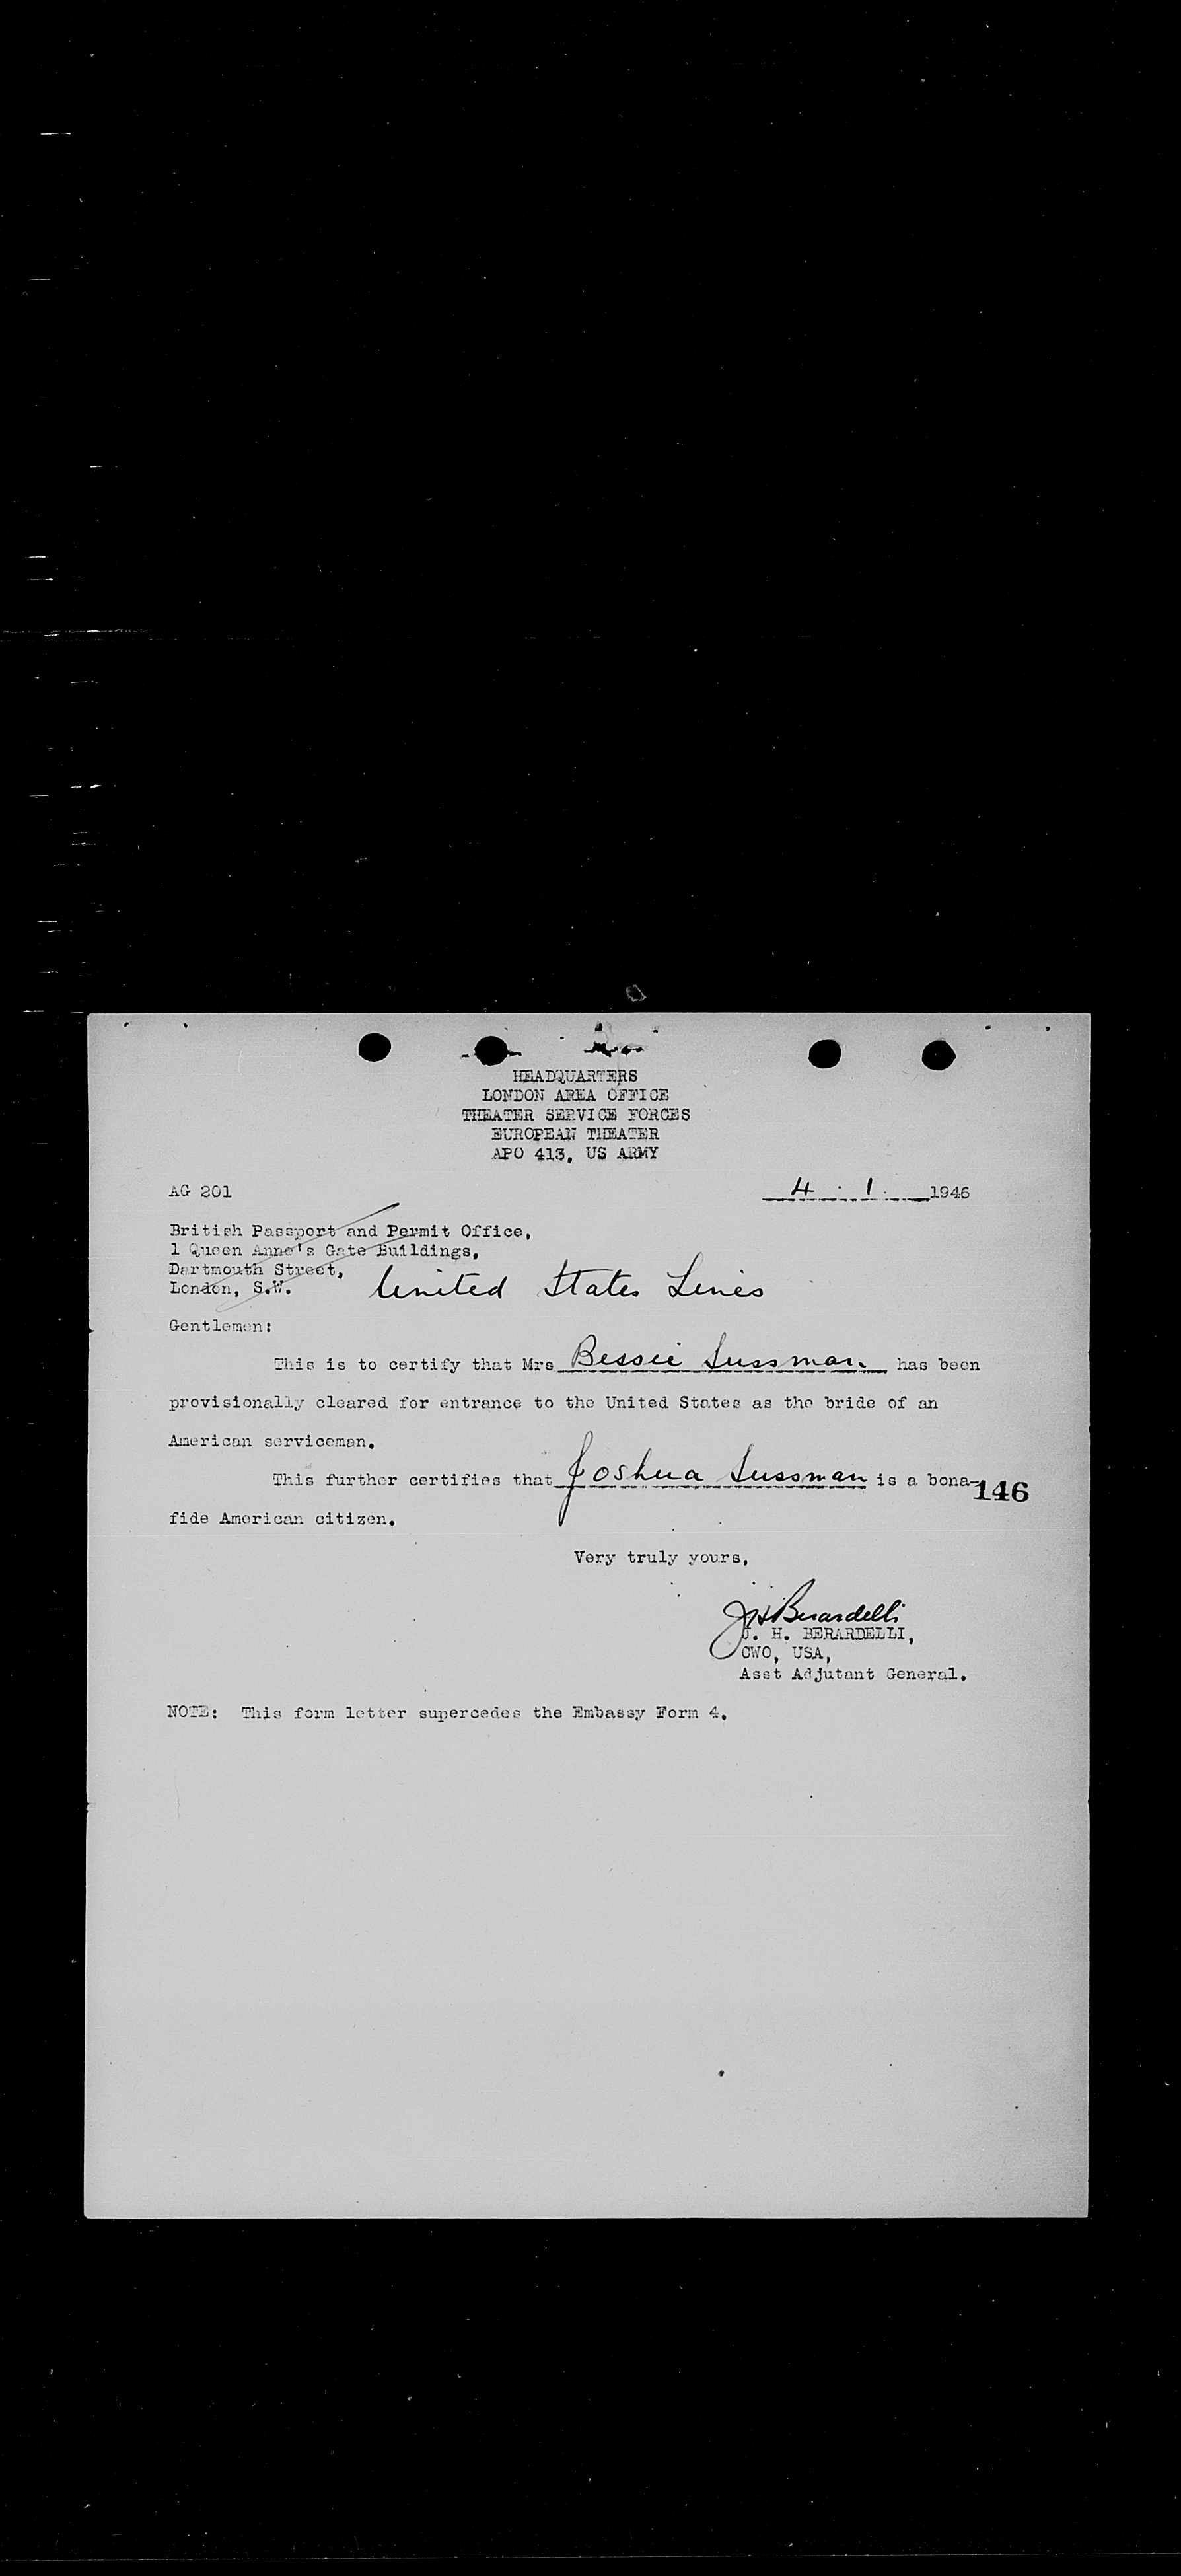 HEADQUARTERS
LONDON AREA OFFICE
THEATER SERVICE FORCES
EUROPEAN THEATER
APO 413, US ARMY
AG 201 4 . 1 . 1946
British Passport and Permit Office,
1 Queen Anne's Gate Buildings,
Dartmouth Street,
London, S.W. United States Lines
Gentlemen:
This is to certify that Mrs Bessie Sussman has been
provisionally cleared for entrance to the United States as the bride of an
American serviceman.
This further certifies that Joshua Sussman is a bona-
146
fide American citizen.
Very truly yours,
JH Berardelli
J. H. BERARDELLI,
CWO, USA,
Asst Adjutant General.
NOTE: This form letter supercedes the Embassy Form 4.